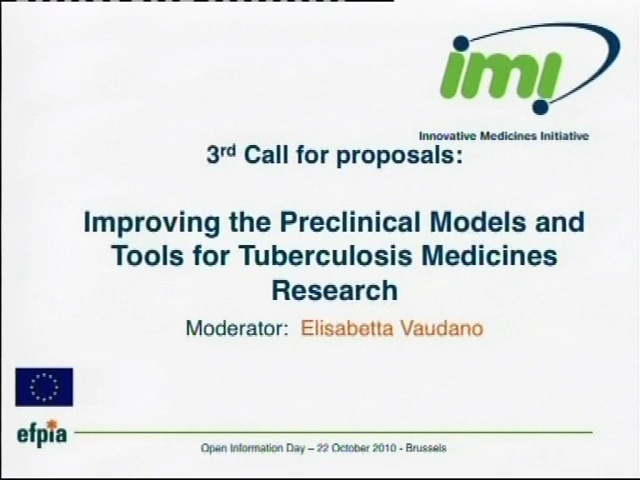 imi
Innovative Medicines Initiative
3rd Call for proposals:
Improving the Preclinical Models and
Tools for Tuberculosis Medicines
Research
Moderator: Elisabetta Vaudano
efpia
Open Information Day – 22 October 2010 - Brussels